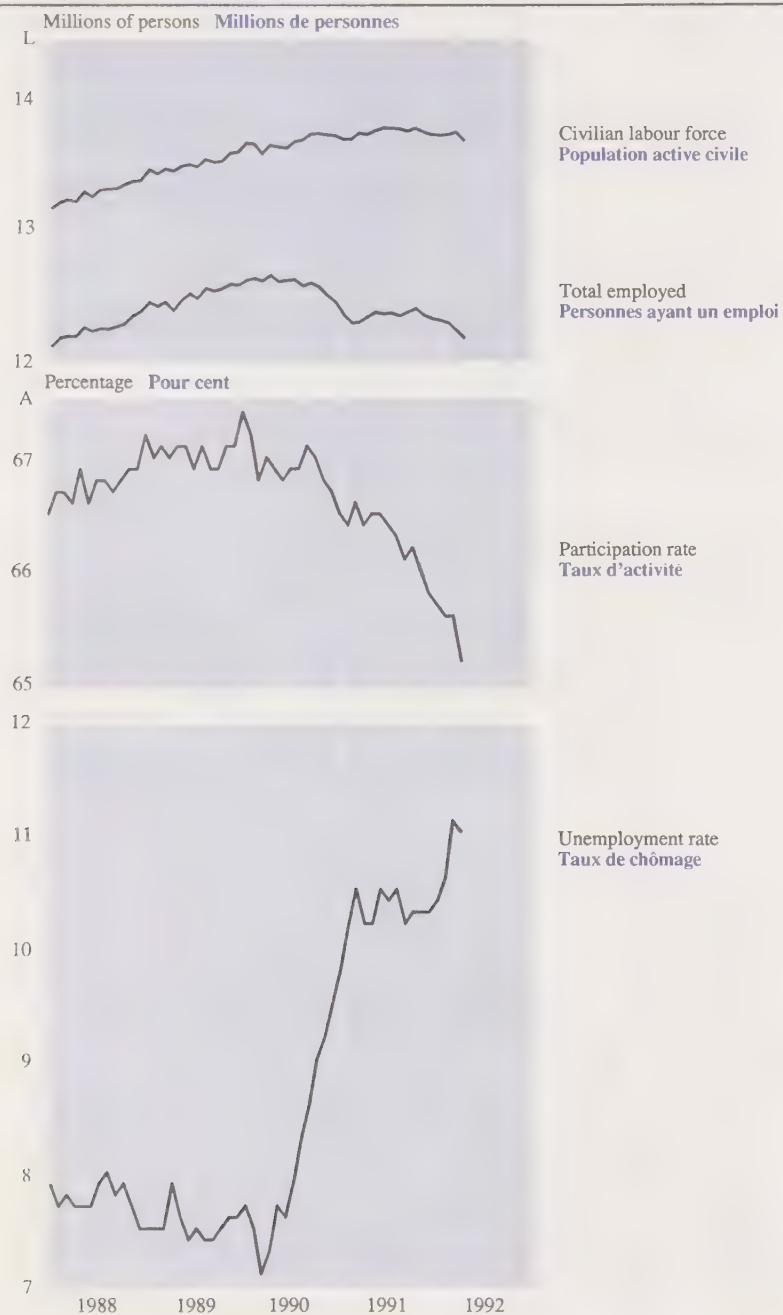 Millions of persons Millions de personnes
L
14
13
12
Civilian labour force
Population active civile
Total employed
Personnes ayant un emploi
Percentage Pour cent
A
67
66
65
Participation rate
Taux d'activité
12
11
10
9
8
7
Unemployment rate
Taux de chômage
1988 1989 1990 1991 1992